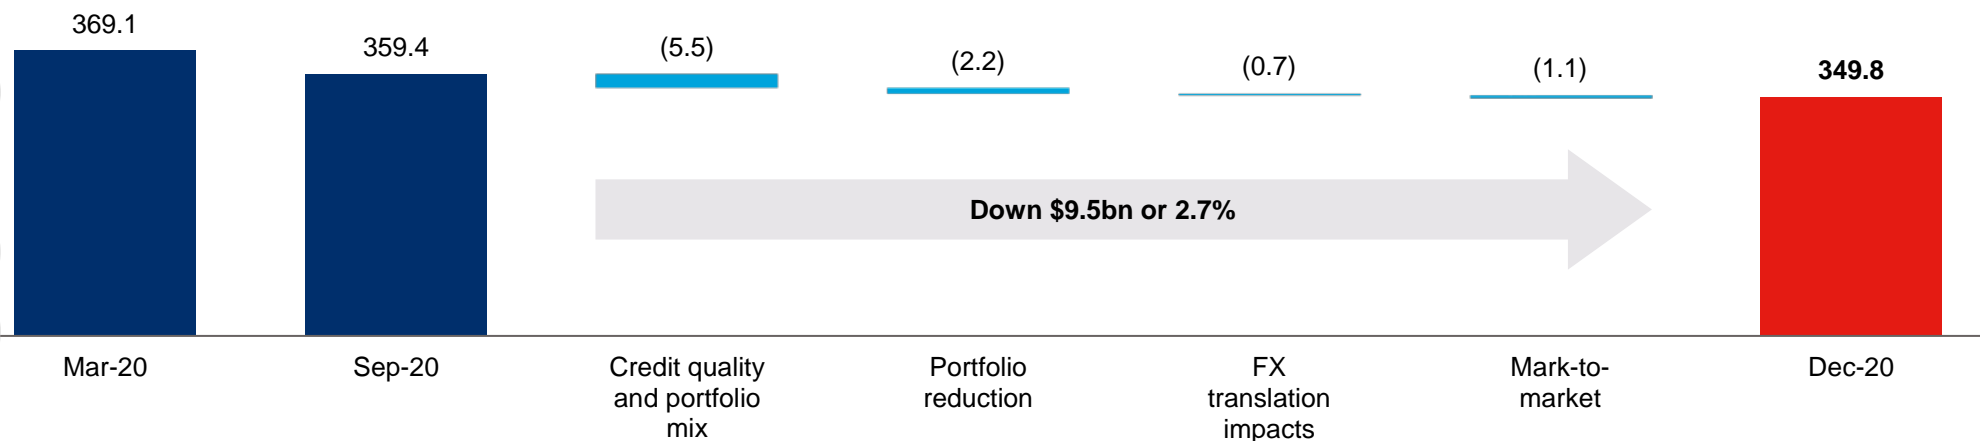 369.1
359.4
(5.5)
(2.2)
(0.7)
(1.1)
349.8
Down $9.5bn or 2.7%
Mar-20
Sep-20
Credit quality
and portfolio
mix
Portfolio
reduction
FX
translation
impacts
Mark-to-
market
Dec-20